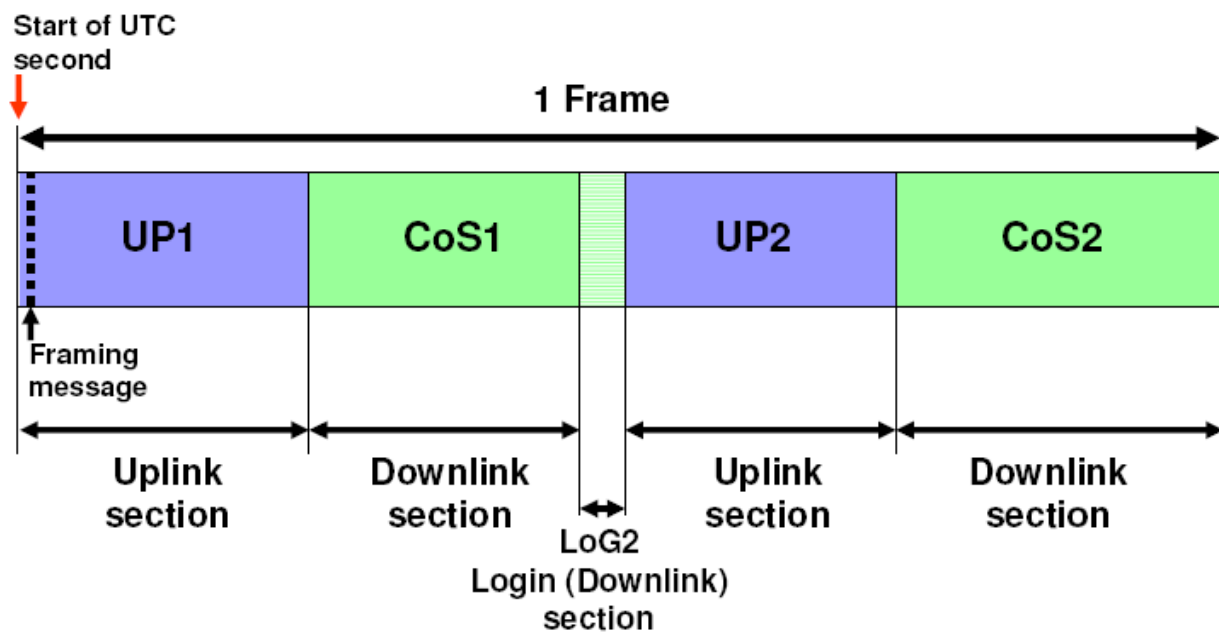 Start of UTC
second
1 Frame
UP1
CoS1
UP2
CoS2
Framing
message
Uplink
section
Downlink
section
Uplink
section
Downlink
section
LoG2
Login (Downlink)
section